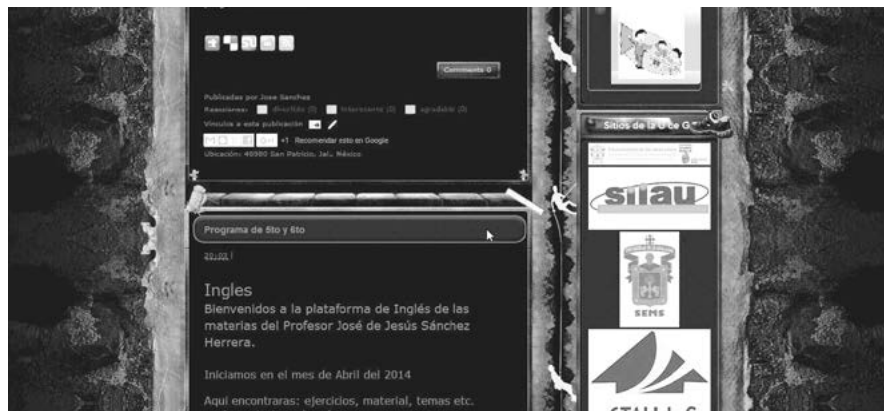 Comments 0
Publicadas por Jose Sanchez
Reacciones: divertido (0) interesante (0) agradable (0)
Vínculos a esta publicación
+1 Recomendar esto en Google
Ubicación: 48980 San Patricio, Jal., México
Programa de 5to y 6to
20:03 |
Ingles
Bienvenidos a la plataforma de Inglés de las
materias del Profesor José de Jesús Sánchez
Herrera.
Iniciamos en el mes de Abril del 2014
Aqui encontraras: ejercicios, material, temas etc.
Sitios de la U de G
siiau
SEMS